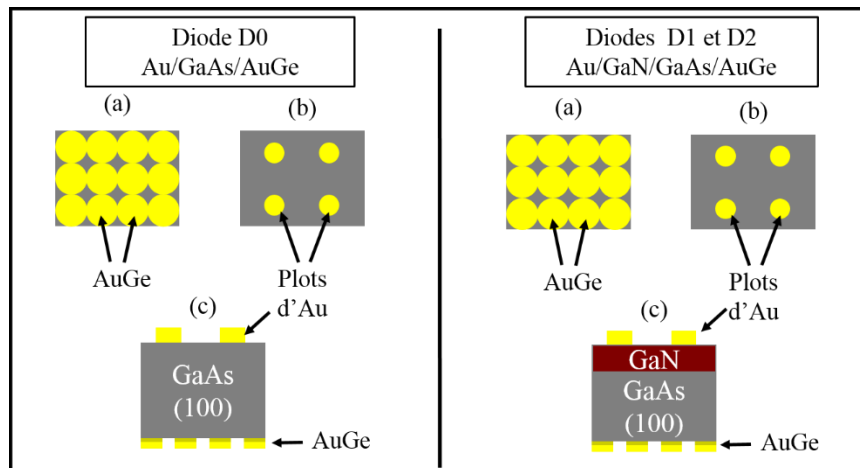 Diode D0
Au/GaAs/AuGe
(a)
(b)
AuGe
Plots
d'Au
(c)
GaAs
(100)
AuGe
Diodes D1 et D2
Au/GaN/GaAs/AuGe
(a)
(b)
AuGe
Plots
d'Au
(c)
GaN
GaAs
(100)
AuGe